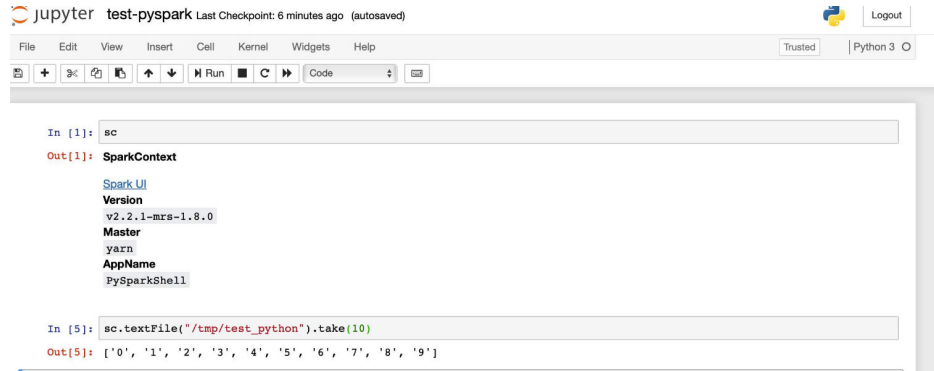 jupyter test-pyspark Last Checkpoint: 6 minutes ago (autosaved) Logout
File Edit View Insert Cell Kernel Widgets Help Trusted Python 3
Run Code
In [1]: sc
Out[1]: SparkContext
Spark UI
Version
v2.2.1-mrs-1.8.0
Master
yarn
AppName
PySparkShell
In [5]: sc.textFile("/tmp/test_python").take(10)
Out[5]: ['0', '1', '2', '3', '4', '5', '6', '7', '8', '9']